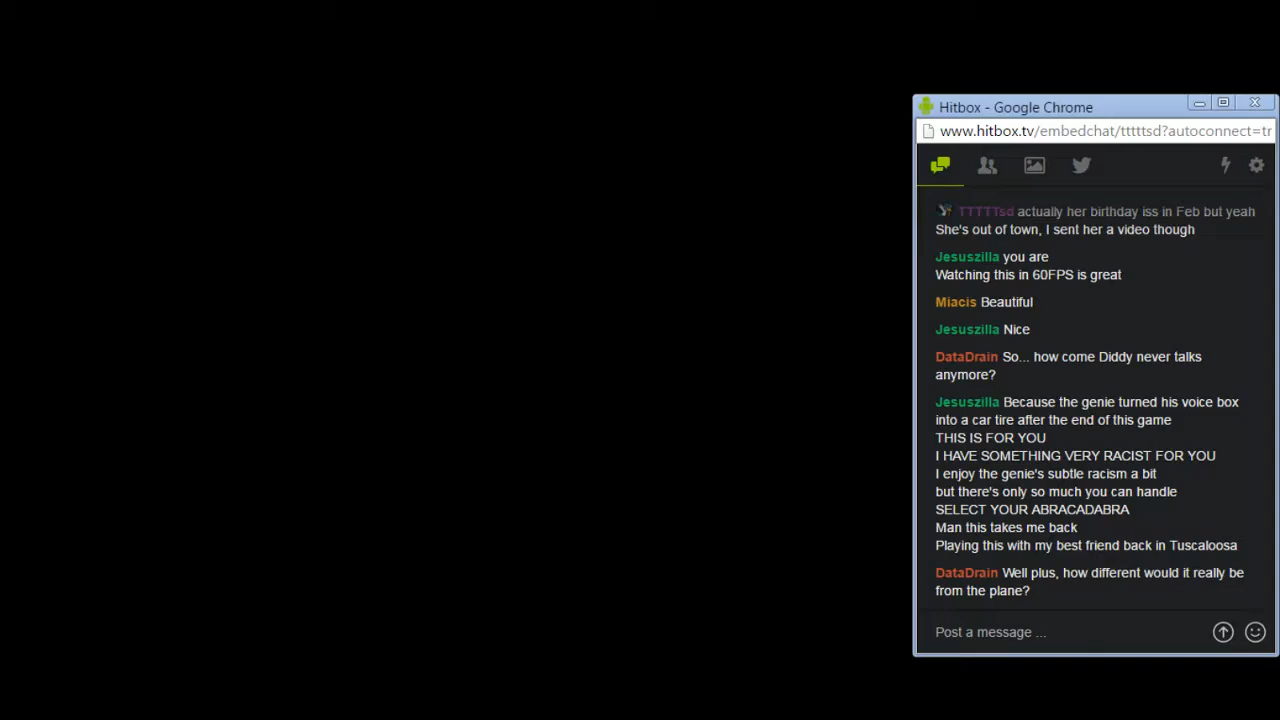 Hitbox - Google Chrome
www.hitbox.tv/embedchat/tttttsd?autoconnect=tr
TTTTTsd actually her birthday iss in Feb but yeah
She's out of town, I sent her a video though
Jesuszilla you are
Watching this in 60FPS is great
Miacis Beautiful
Jesuszilla Nice
DataDrain So... how come Diddy never talks
anymore?
Jesuszilla Because the genie turned his voice box
into a car tire after the end of this game
THIS IS FOR YOU
I HAVE SOMETHING VERY RACIST FOR YOU
I enjoy the genie's subtle racism a bit
but there's only so much you can handle
SELECT YOUR ABRACADABRA
Man this takes me back
Playing this with my best friend back in Tuscaloosa
DataDrain Well plus, how different would it really be
from the plane?
Post a message ...